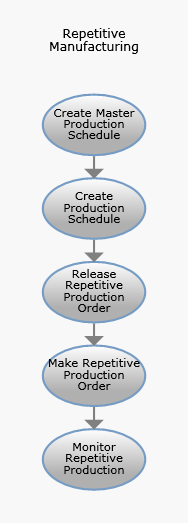 Repetitive
Manufacturing
Create Master
Production
Schedule
Create
Production
Schedule
Release
Repetitive
Production
Order
Make Repetitive
Production
Order
Monitor
Repetitive
Production